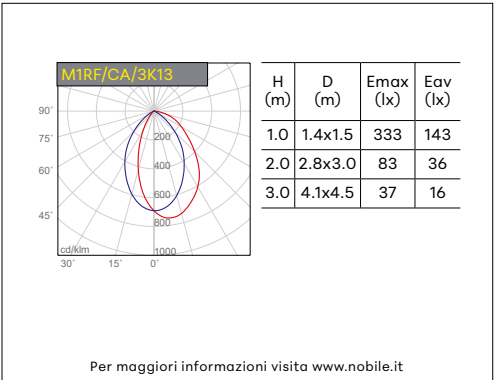 M1RF/CA/3K13
90°
75°
60°
45°
30°
15°
0°
200
400
600
800
1000
cd/klm
H (m) D (m) Emax (lx) Eav (lx)
1.0 1.4x1.5 333 143
2.0 2.8x3.0 83 36
3.0 4.1x4.5 37 16
Per maggiori informazioni visita www.nobile.it